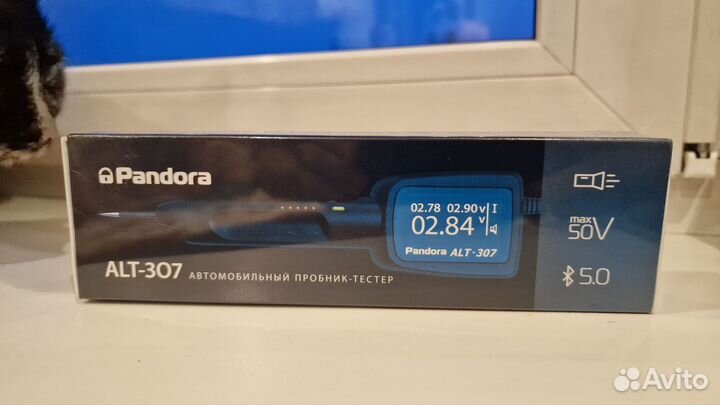 Pandora
02.78 02.90 v I
02.84 v
Pandora ALT-307
ALT-307 АВТОМОБИЛЬНЫЙ ПРОБНИК-ТЕСТЕР
max
50V
5.0
Avito